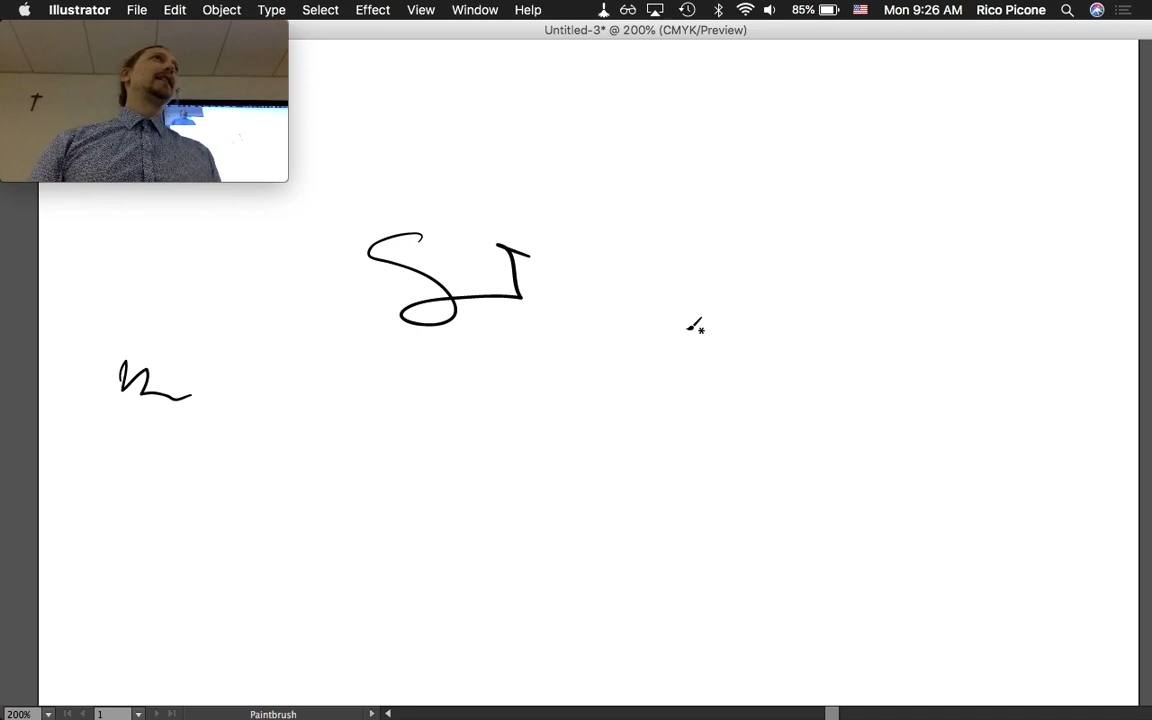 Illustrator File Edit Object Type Select Effect View Window Help 85% Mon 9:26 AM Rico Picone
Untitled-3* @ 200% (CMYK/Preview)
SI
200% 1 Paintbrush